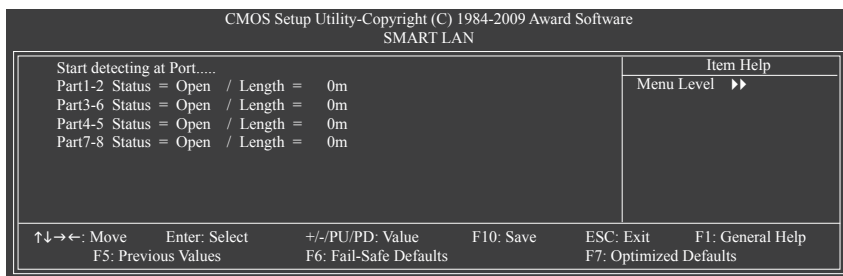 CMOS Setup Utility-Copyright (C) 1984-2009 Award Software
SMART LAN
Start detecting at Port.....
Part1-2 Status = Open / Length = 0m
Part3-6 Status = Open / Length = 0m
Part4-5 Status = Open / Length = 0m
Part7-8 Status = Open / Length = 0m
Item Help
Menu Level ▶▶
↑↓→←: Move Enter: Select +/-/PU/PD: Value F10: Save ESC: Exit F1: General Help
F5: Previous Values F6: Fail-Safe Defaults F7: Optimized Defaults